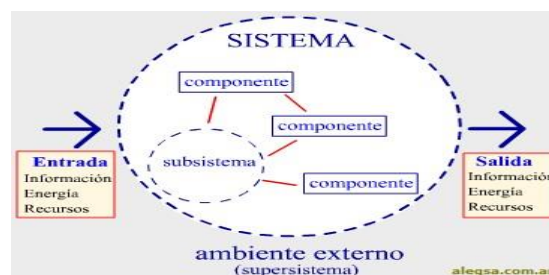 SISTEMA
componente
componente
subsistema
componente
Entrada
Información
Energía
Recursos
Salida
Información
Energía
Recursos
ambiente externo
(supersistema)
alegsa.com.ar